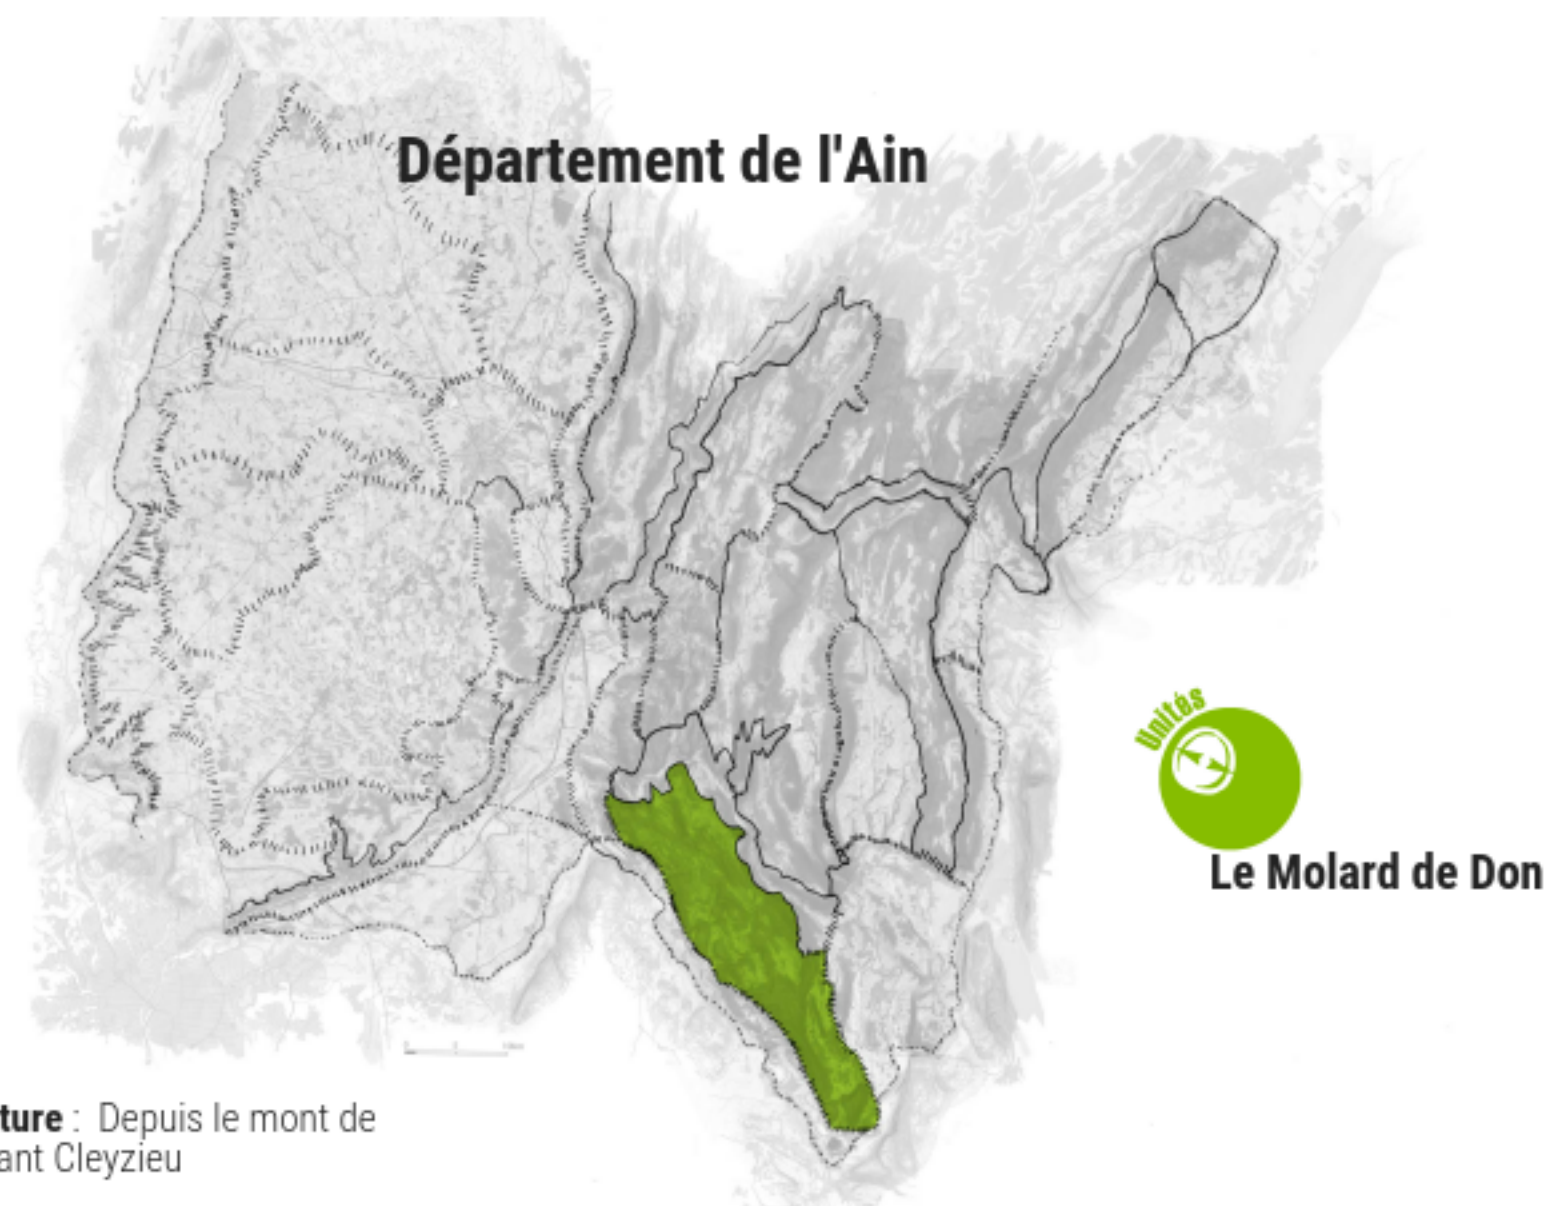 Département de l'Ain
Unités
Le Molard de Don
ture : Depuis le mont de
ant Cleyzieu